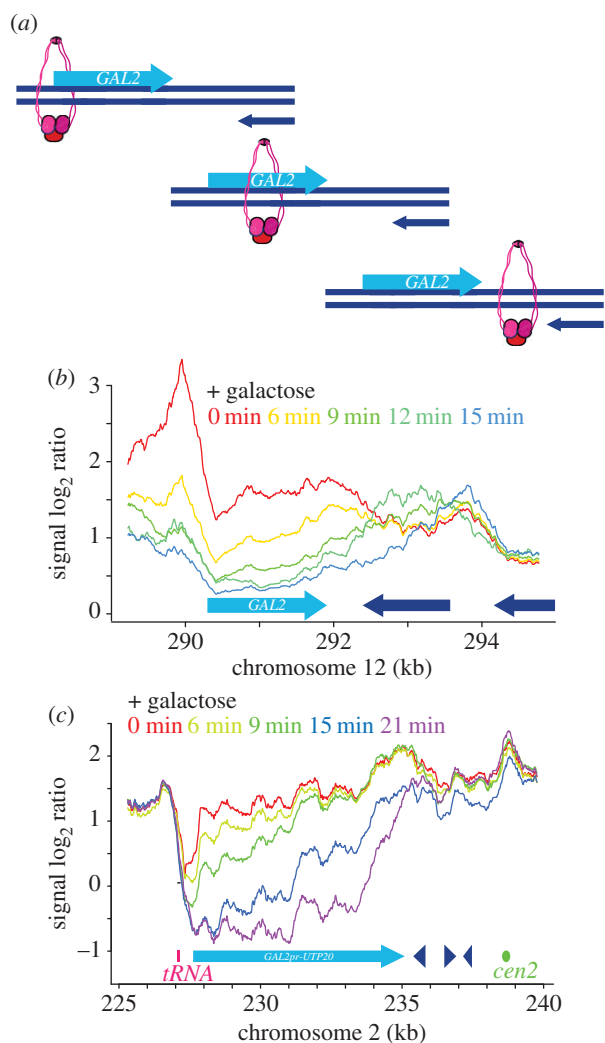 (a)
GAL2
GAL2
GAL2
(b)
+ galactose
0 min 6 min 9 min 12 min 15 min
signal log2 ratio
3
2
1
0
GAL2
290 292 294
chromosome 12 (kb)
(c)
+ galactose
0 min 6 min 9 min 15 min 21 min
signal log2 ratio
2
1
0
−1
GAL2pr-UTP20
tRNA
cen2
225 230 235 240
chromosome 2 (kb)